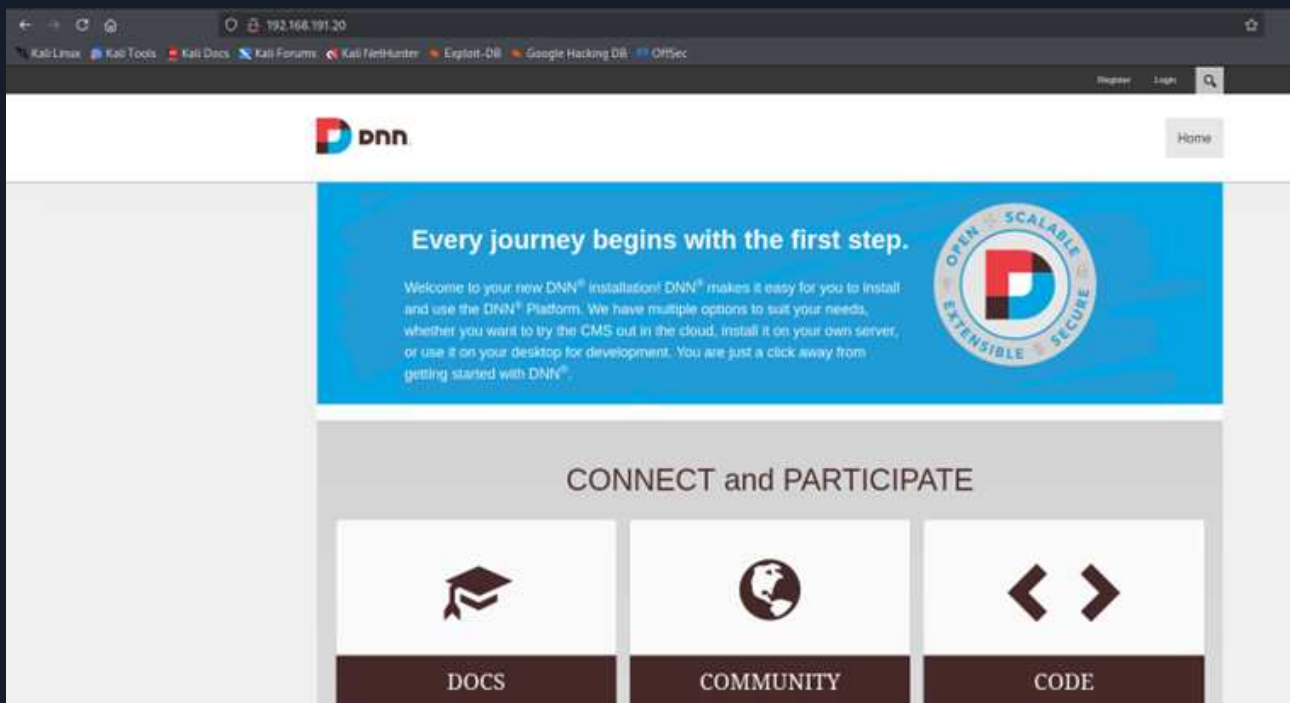 192.168.191.20
Kali Linux Kali Tools Kali Docs Kali Forums Kali NetHunter Exploit-DB Google Hacking DB OffSec
Register Login
DNN
Home
Every journey begins with the first step.
Welcome to your new DNN® installation! DNN® makes it easy for you to install
and use the DNN® Platform. We have multiple options to suit your needs,
whether you want to try the CMS out in the cloud, install it on your own server,
or use it on your desktop for development. You are just a click away from
getting started with DNN®.
OPEN SCALABLE
EXTENSIBLE SECURE
CONNECT and PARTICIPATE
DOCS COMMUNITY CODE